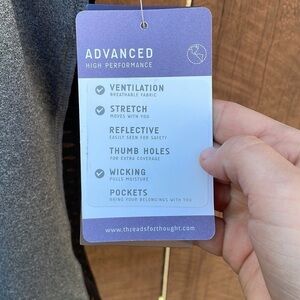 ADVANCED
HIGH PERFORMANCE
VENTILATION
BREATHABLE FABRIC
STRETCH
MOVES WITH YOU
REFLECTIVE
EASILY SEEN FOR SAFETY
THUMB HOLES
FOR EXTRA COVERAGE
WICKING
PULLS MOISTURE
POCKETS
BRING YOUR BELONGINGS WITH YOU
www.threadsforthought.com